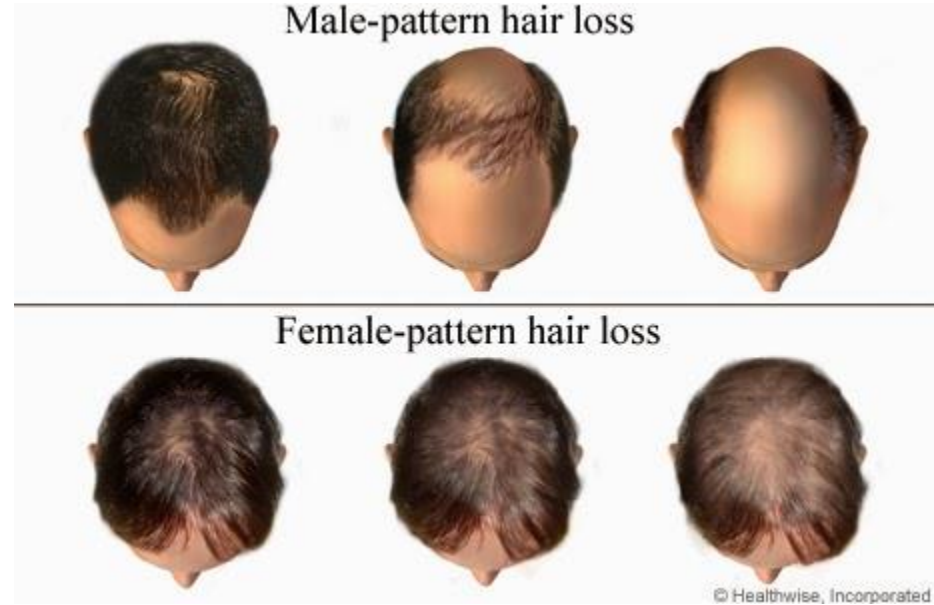 Male-pattern hair loss
Female-pattern hair loss
© Healthwise, Incorporated